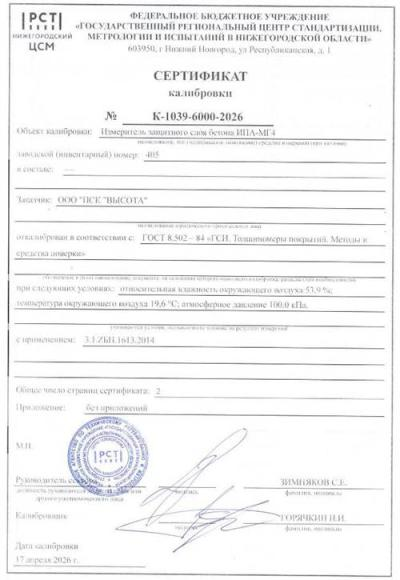 РСТ
НИЖЕГОРОДСКИЙ
ЦСМ
ФЕДЕРАЛЬНОЕ БЮДЖЕТНОЕ УЧРЕЖДЕНИЕ
«ГОСУДАРСТВЕННЫЙ РЕГИОНАЛЬНЫЙ ЦЕНТР СТАНДАРТИЗАЦИИ,
МЕТРОЛОГИИ И ИСПЫТАНИЙ В НИЖЕГОРОДСКОЙ ОБЛАСТИ»
603950, г Нижний Новгород, ул Республиканская, д. 1
СЕРТИФИКАТ
калибровки
№ К-1039-6000-2026
Объект калибровки: Измеритель защитного слоя бетона ИПА-МГ4
заводской (инвентарный) номер: 405
в составе: —
Заказчик: ООО "ПСЕ "ВЫСОТА"
откалиброван в соответствии с: ГОСТ 8.502 – 84 «ГСИ. Толщиномеры покрытий. Методы и
средства поверки»
при следующих условиях: относительная влажность окружающего воздуха 53,9 %;
температура окружающего воздуха 19,6 °С; атмосферное давление 100.0 кПа.
с применением: 3.1.ZБП.1613.2014
Общее число страниц сертификата: 2
Приложение: без приложений
М.П.
РСТ
Руководитель
ЗИМНЯКОВ С.Е.
подпись
фамилия, инициалы
Калибровщик
ГОРЯЧКИН Н.И.
подпись
фамилия, инициалы
Дата калибровки
17 апреля 2026 г.